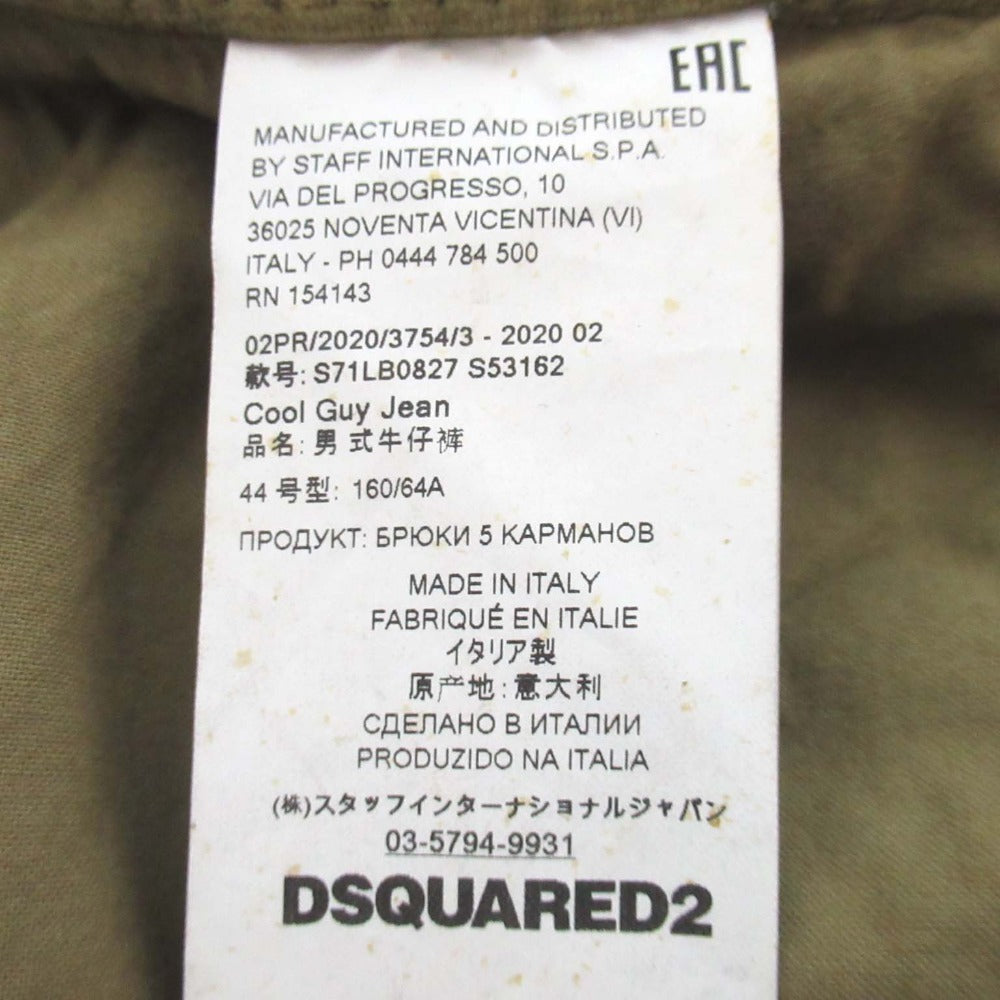 EAC
MANUFACTURED AND DISTRIBUTED
BY STAFF INTERNATIONAL S.P.A.
VIA DEL PROGRESSO, 10
36025 NOVENTA VICENTINA (VI)
ITALY - PH 0444 784 500
RN 154143
02PR/2020/3754/3 - 2020 02
款号: S71LB0827 S53162
Cool Guy Jean
品名: 男式牛仔裤
44 号型: 160/64A
ПРОДУКТ: БРЮКИ 5 КАРМАНОВ
MADE IN ITALY
FABRIQUÉ EN ITALIE
イタリア製
原产地: 意大利
СДЕЛАНО В ИТАЛИИ
PRODUZIDO NA ITALIA
(株)スタッフインターナショナルジャパン
03-5794-9931
DSQUARED2